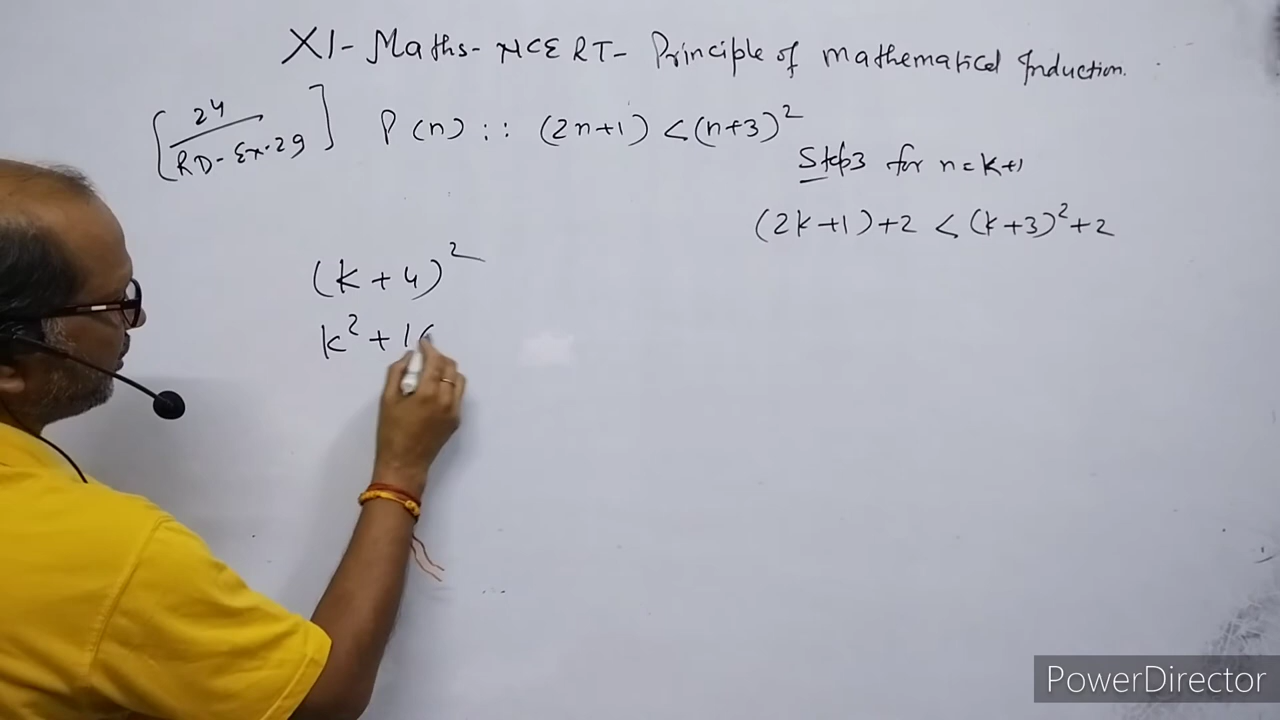 XI - Maths - NCERT - Principle of mathematical Induction.
[24/RD-Ex.29] P(n) :: (2n+1) < (n+3)²
Step3 for n=k+1
(2k+1)+2 < (k+3)²+2
(k+4)²
k²+16
PowerDirector